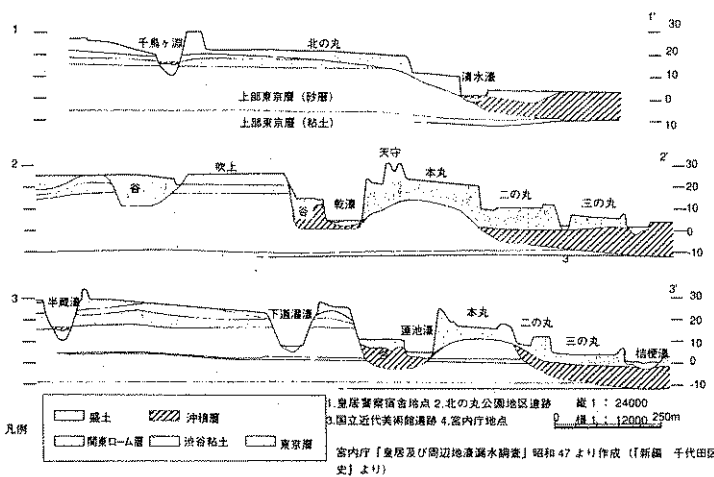 1
千鳥ヶ淵
北の丸
清水濠
1'
30
20
10
0
10
上部東京層（砂層）
上部東京層（粘土）
2
谷
吹上
谷
乾濠
天守
本丸
二の丸
三の丸
2'
30
20
10
0
-10
3
3
半蔵濠
下道灌濠
蓮池濠
本丸
二の丸
三の丸
桔梗濠
3'
30
20
10
0
-10
凡例
盛土
沖積層
関東ローム層
渋谷粘土
東京層
1.皇居警察宿舎地点 2.北の丸公園地区遺跡
3.国立近代美術館遺跡 4.宮内庁地点
縦 1 : 24000
横 1 : 12000
0 250m
宮内庁「皇居及び周辺地濠漏水調査」昭和47より作成（『新編 千代田区
史』より）